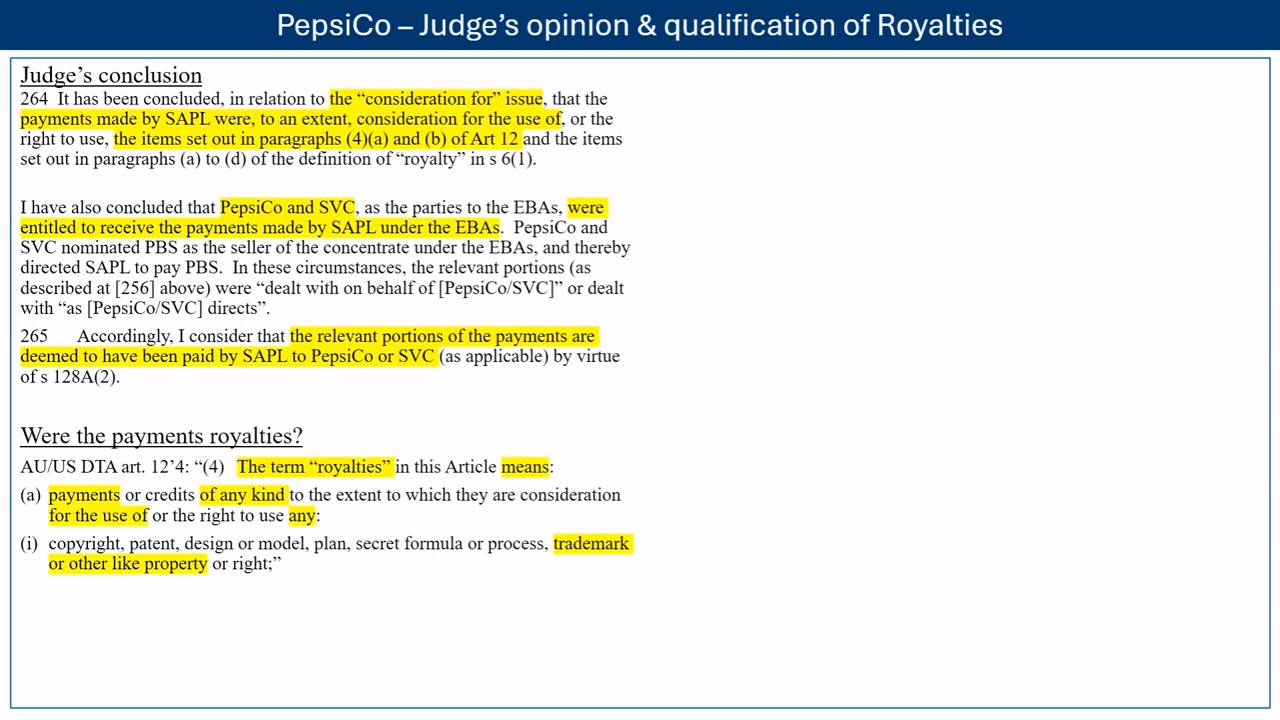 PepsiCo – Judge's opinion & qualification of Royalties
Judge's conclusion
264 It has been concluded, in relation to the “consideration for” issue, that the
payments made by SAPL were, to an extent, consideration for the use of, or the
right to use, the items set out in paragraphs (4)(a) and (b) of Art 12 and the items
set out in paragraphs (a) to (d) of the definition of “royalty” in s 6(1).
I have also concluded that PepsiCo and SVC, as the parties to the EBAs, were
entitled to receive the payments made by SAPL under the EBAs. PepsiCo and
SVC nominated PBS as the seller of the concentrate under the EBAs, and thereby
directed SAPL to pay PBS. In these circumstances, the relevant portions (as
described at [256] above) were “dealt with on behalf of [PepsiCo/SVC]” or dealt
with “as [PepsiCo/SVC] directs”.
265 Accordingly, I consider that the relevant portions of the payments are
deemed to have been paid by SAPL to PepsiCo or SVC (as applicable) by virtue
of s 128A(2).
Were the payments royalties?
AU/US DTA art. 12’4: “(4) The term “royalties” in this Article means:
(a) payments or credits of any kind to the extent to which they are consideration
for the use of or the right to use any:
(i) copyright, patent, design or model, plan, secret formula or process, trademark
or other like property or right;”